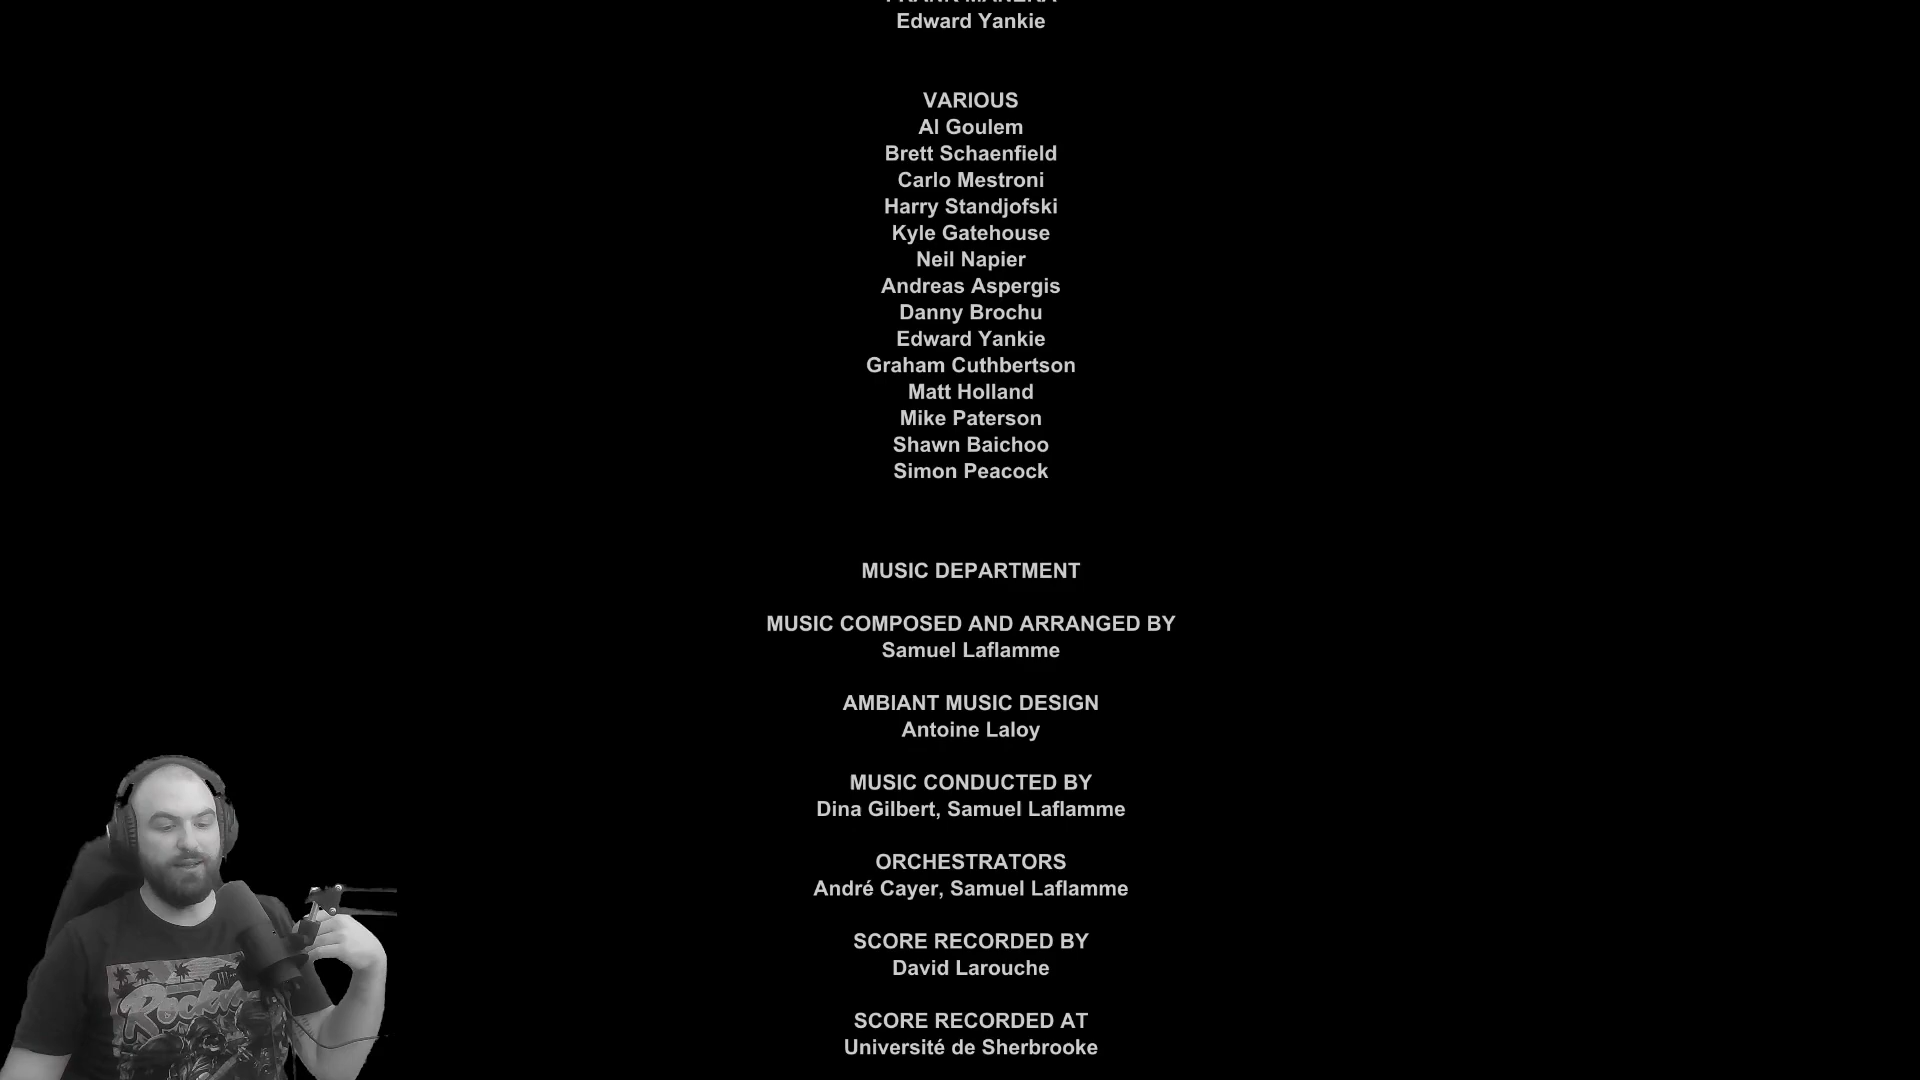 FRANK MANERA
Edward Yankie
VARIOUS
Al Goulem
Brett Schaenfield
Carlo Mestroni
Harry Standjofski
Kyle Gatehouse
Neil Napier
Andreas Aspergis
Danny Brochu
Edward Yankie
Graham Cuthbertson
Matt Holland
Mike Paterson
Shawn Baichoo
Simon Peacock
MUSIC DEPARTMENT
MUSIC COMPOSED AND ARRANGED BY
Samuel Laflamme
AMBIANT MUSIC DESIGN
Antoine Laloy
MUSIC CONDUCTED BY
Dina Gilbert, Samuel Laflamme
ORCHESTRATORS
André Cayer, Samuel Laflamme
SCORE RECORDED BY
David Larouche
SCORE RECORDED AT
Université de Sherbrooke